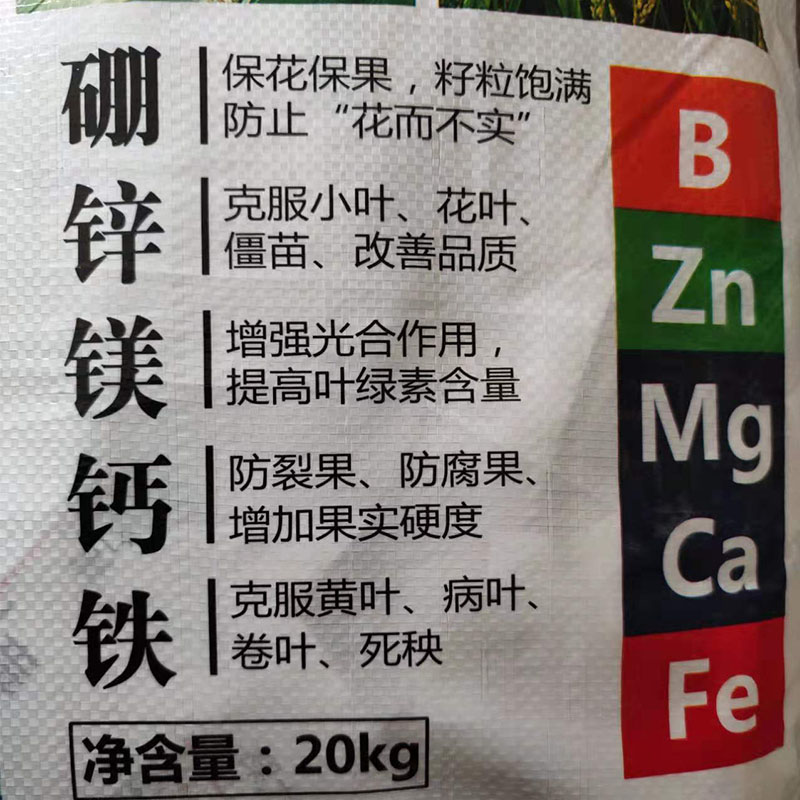 硼
保花保果，籽粒饱满
防止“花而不实”
B
锌
克服小叶、花叶、
僵苗、改善品质
Zn
镁
增强光合作用，
提高叶绿素含量
Mg
钙
防裂果、防腐果、
增加果实硬度
Ca
铁
克服黄叶、病叶、
卷叶、死秧
Fe
净含量：20kg